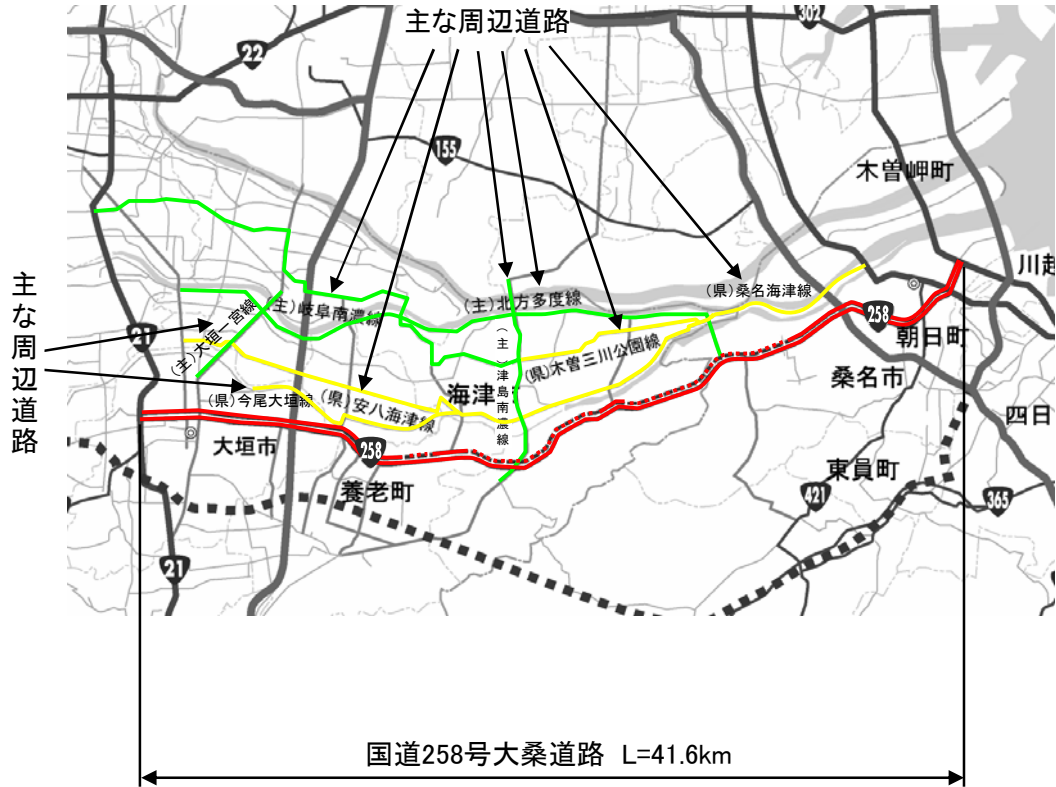 主な周辺道路
302
22
155
木曽岬町
川越
主な周辺道路
(主)岐阜南濃線
(主)北方多度線
(県)桑名海津線
21
(主)大垣一宮線
258
朝日町
(主)津島南濃線
(県)木曽三川公園線
桑名市
海津
(県)今尾大垣線
(県)安八海津線
四日
大垣市
258
養老町
東員町
421
365
21
国道258号大桑道路 L=41.6km